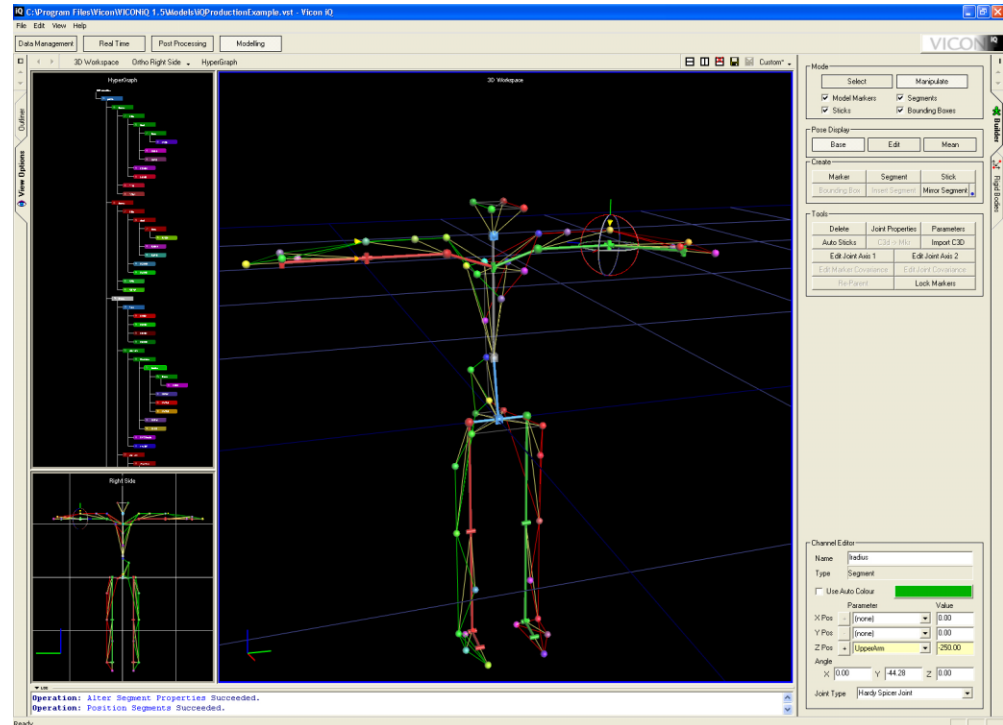 iQ C:\Program Files\Vicon\VICONiQ 1.5\Models\iQProductionExample.vst - Vicon iQ
File Edit View Help
Data Management Real Time Post Processing Modelling
VICON iQ
3D Workspace Ortho Right Side HyperGraph Custom*
HyperGraph
3D Workspace
Outliner
View Options
Builder
Rigid Bodies
Mode
Select Manipulate
Model Markers Segments
Sticks Bounding Boxes
Pose Display
Base Edit Mean
Create
Marker Segment Stick
Bounding Box Insert Segment Mirror Segment
Tools
Delete Joint Properties Parameters
Auto Sticks C3d -> Mkr Import C3D
Edit Joint Axis 1 Edit Joint Axis 2
Edit Marker Covariance Edit Joint Covariance
Re-Parent Lock Markers
Right Side
Channel Editor
Name lradius
Type Segment
Use Auto Colour
Parameter Value
X Pos - (none) 0.00
Y Pos (none) 0.00
Z Pos + UpperArm -250.00
Angle
X 0.00 Y -44.28 Z 0.00
Joint Type Hardy Spicer Joint
Log
Operation: Alter Segment Properties Succeeded.
Operation: Position Segments Succeeded.
Ready